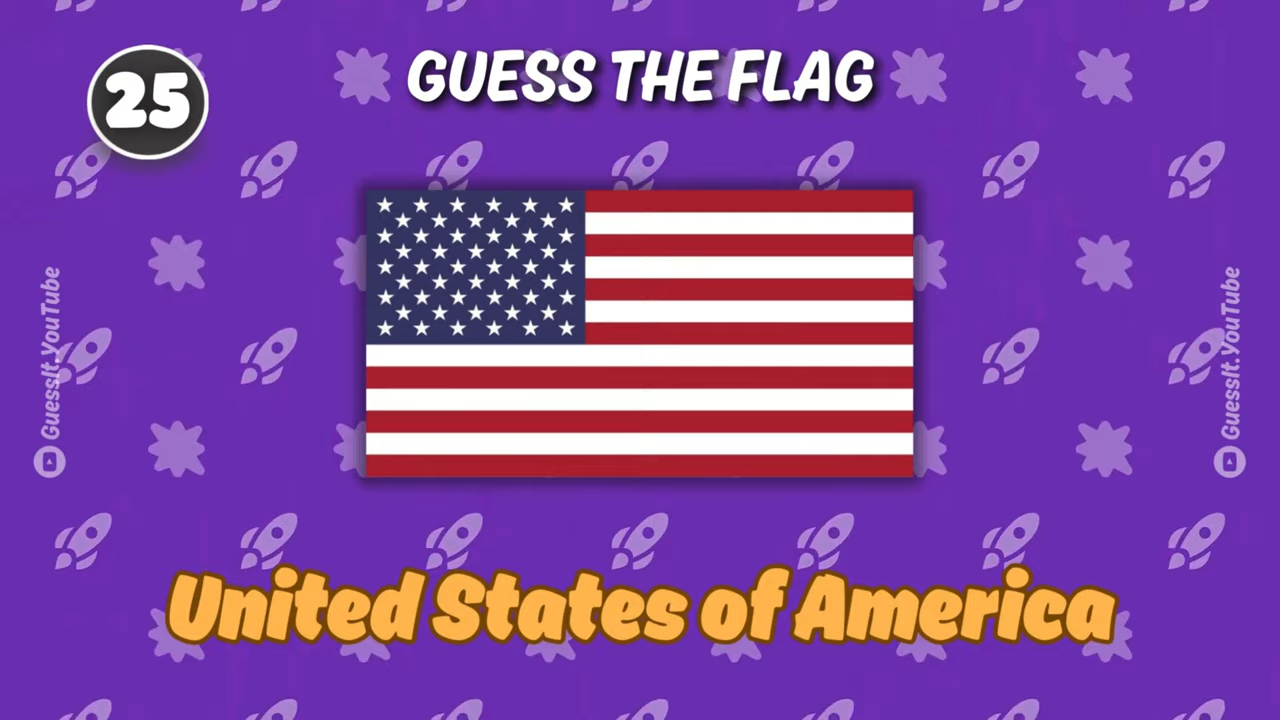 25
GUESS THE FLAG
GuessIt.YouTube
GuessIt.YouTube
United States of America